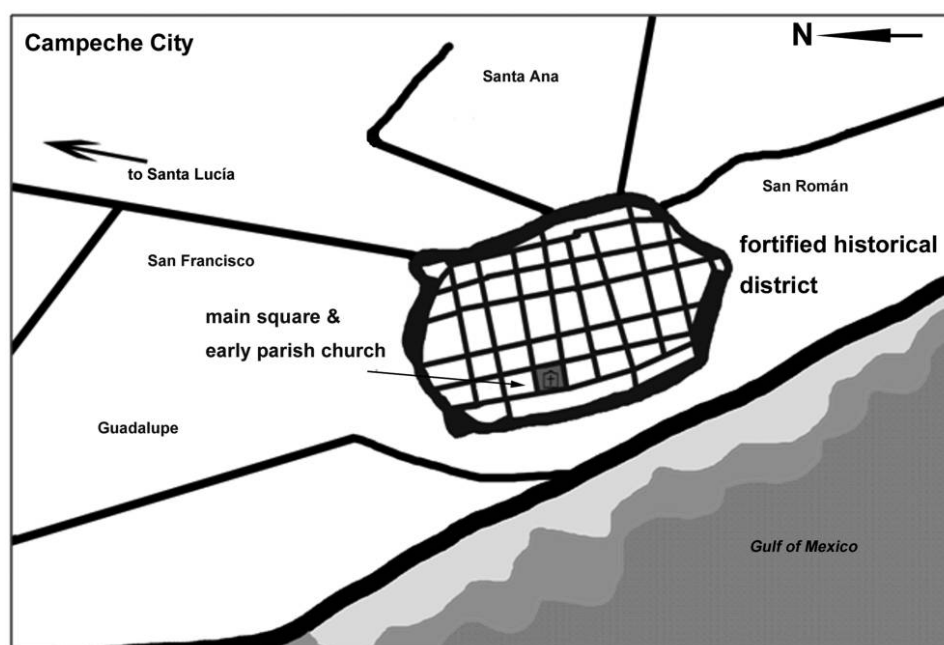 Campeche City
N
Santa Ana
to Santa Lucía
San Román
San Francisco
fortified historical
district
main square &
early parish church
Guadalupe
Gulf of Mexico